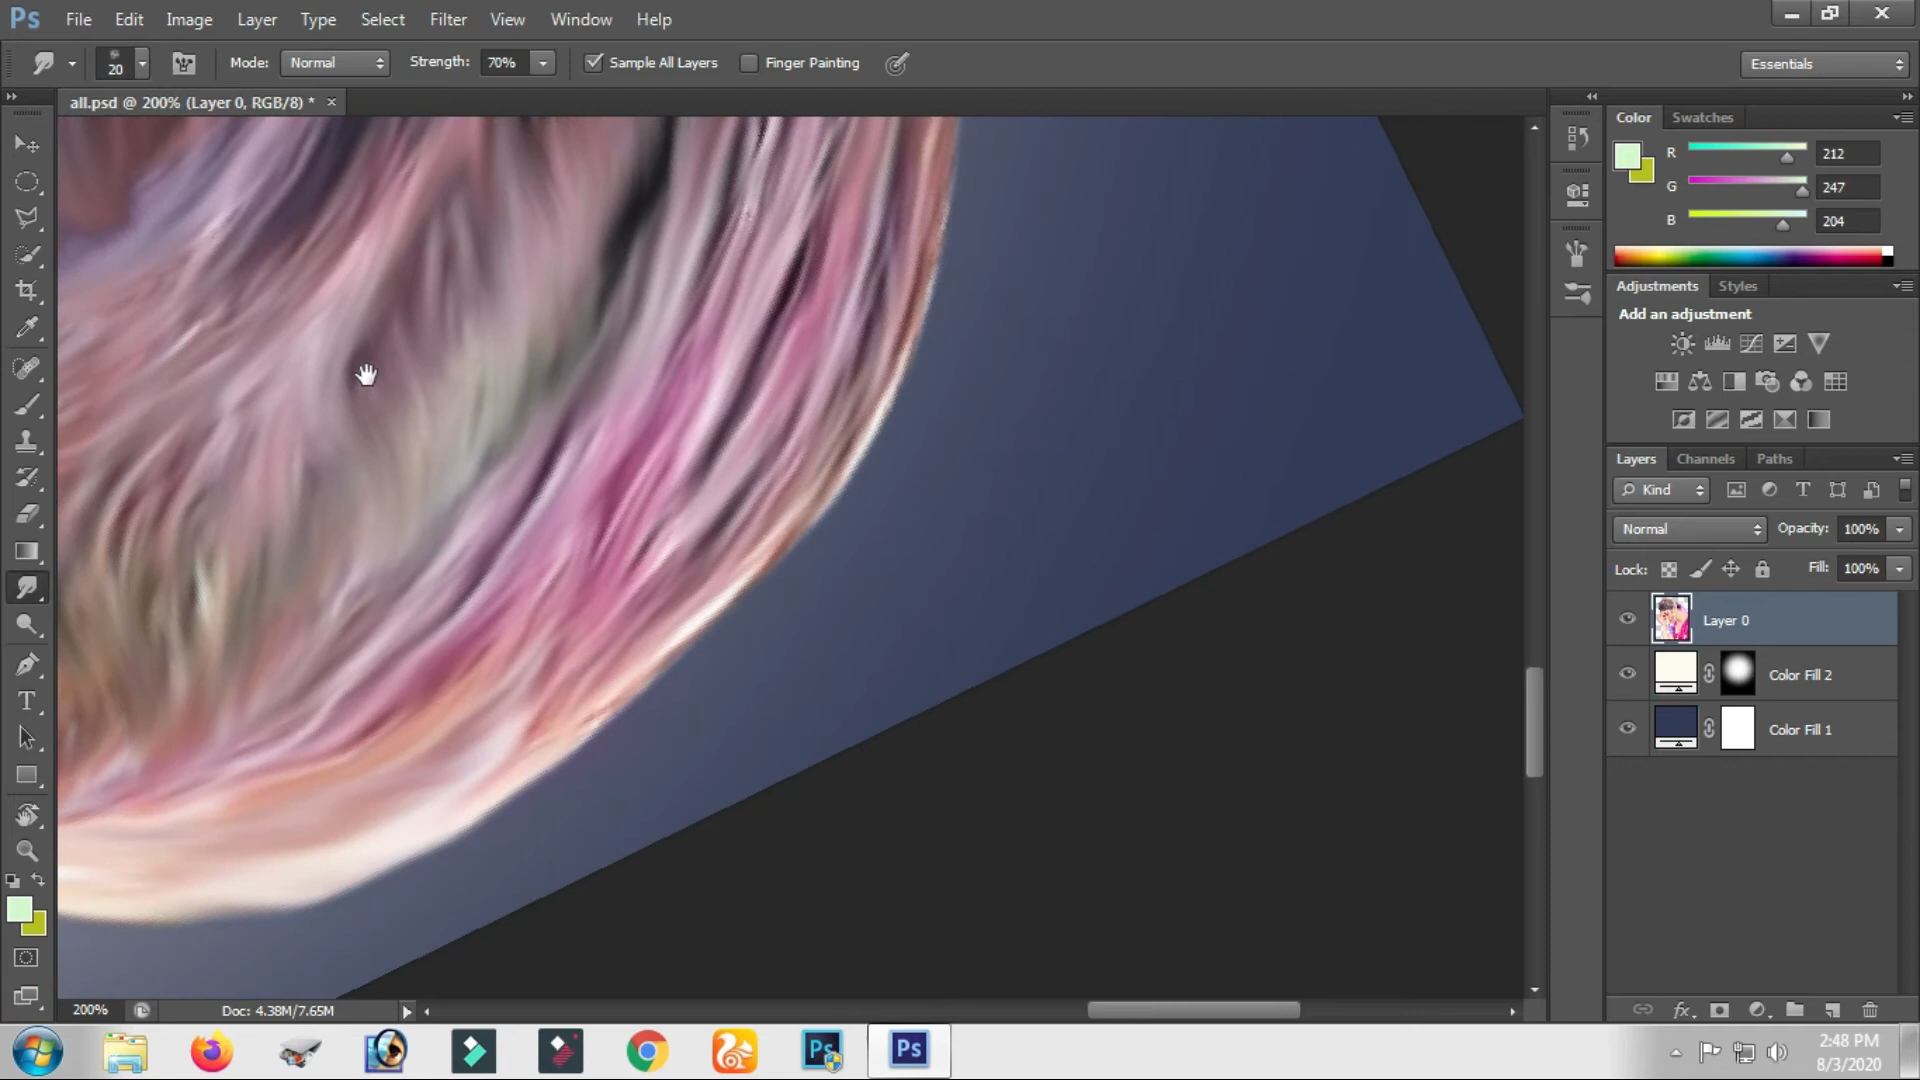 Ps File Edit Image Layer Type Select Filter View Window Help
20 Mode: Normal Strength: 70% Sample All Layers Finger Painting Essentials
all.psd @ 200% (Layer 0, RGB/8) * ×
Color Swatches
R 212
G 247
B 204
Adjustments Styles
Add an adjustment
Layers Channels Paths
Kind
Normal Opacity: 100%
Lock: Fill: 100%
Layer 0
Color Fill 2
Color Fill 1
200% Doc: 4.38M/7.65M
Ps Ps
2:48 PM
8/3/2020